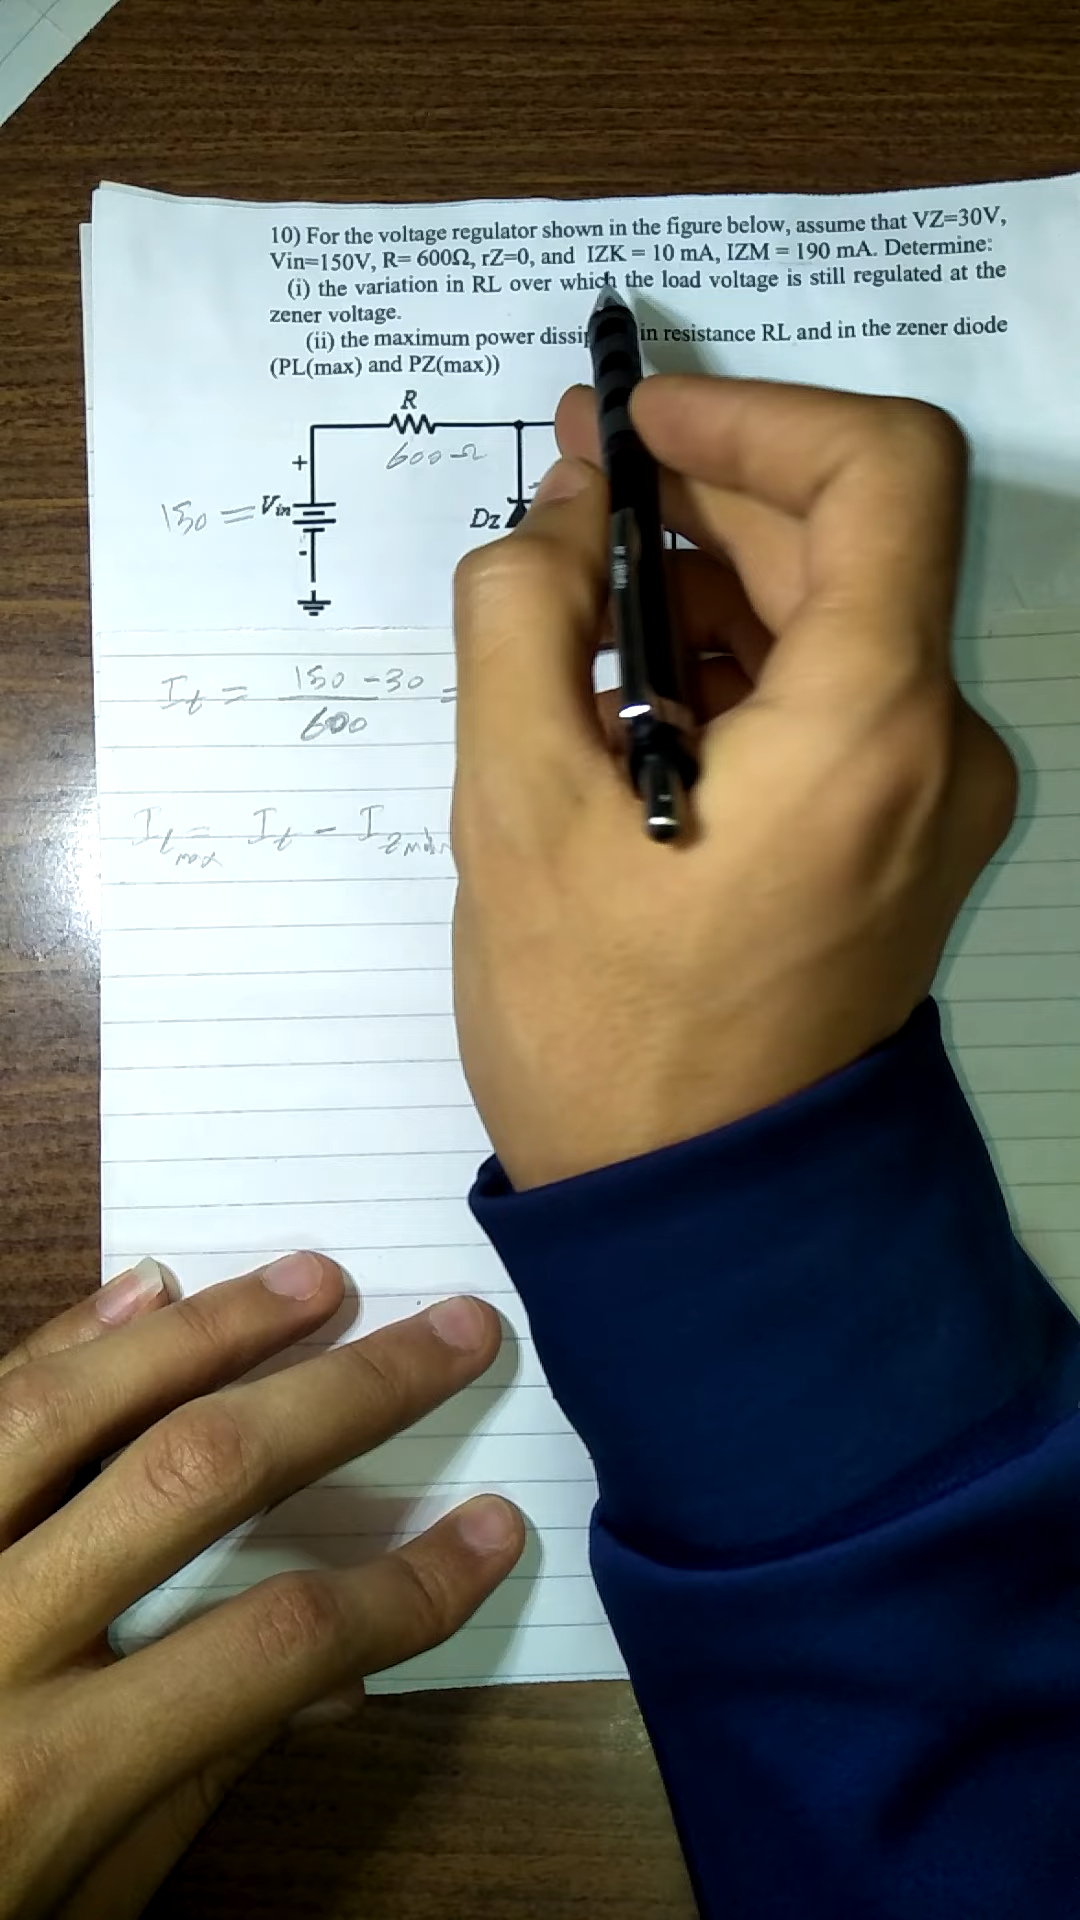 10) For the voltage regulator shown in the figure below, assume that VZ=30V,
Vin=150V, R= 600Ω, rZ=0, and IZK = 10 mA, IZM = 190 mA. Determine:
(i) the variation in RL over which the load voltage is still regulated at the
zener voltage.
(ii) the maximum power in resistance RL and in the zener diode
(PL(max) and PZ(max))
R
600Ω
+
150 = Vin
-
Dz
It = 150 - 30 =
600
IL = It - Iz min
max